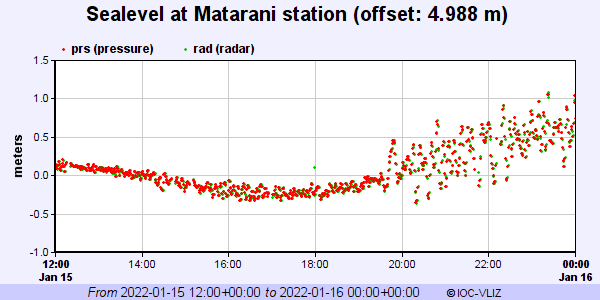 Sealevel at Matarani station (offset: 4.988 m)
prs (pressure) rad (radar)
meters
1.5
1.0
0.5
0.0
-0.5
-1.0
12:00 14:00 16:00 18:00 20:00 22:00 00:00
Jan 15 Jan 16
From 2022-01-15 12:00+00:00 to 2022-01-16 00:00+00:00 © IOC-VLIZ